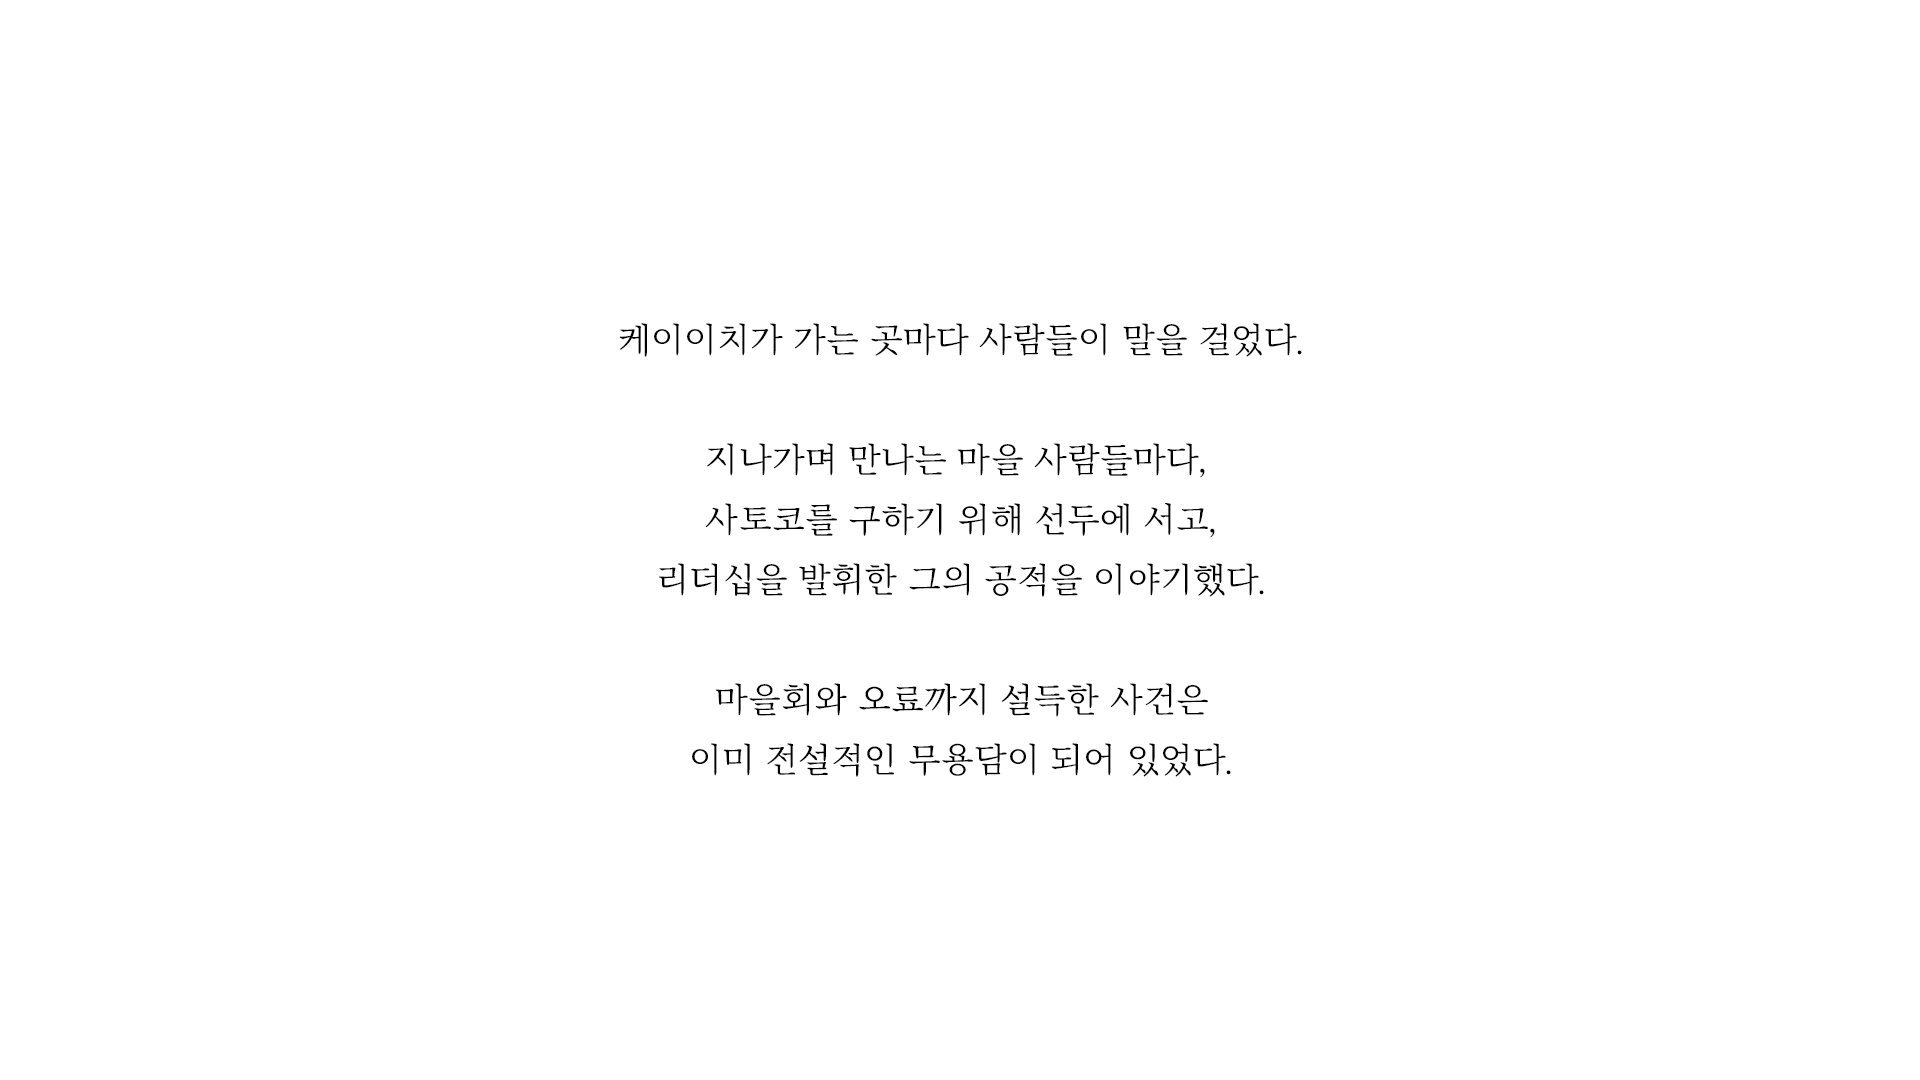 케이이치가 가는 곳마다 사람들이 말을 걸었다.
지나가며 만나는 마을 사람들마다,
사토코를 구하기 위해 선두에 서고,
리더십을 발휘한 그의 공적을 이야기했다.
마을회와 오료까지 설득한 사건은
이미 전설적인 무용담이 되어 있었다.